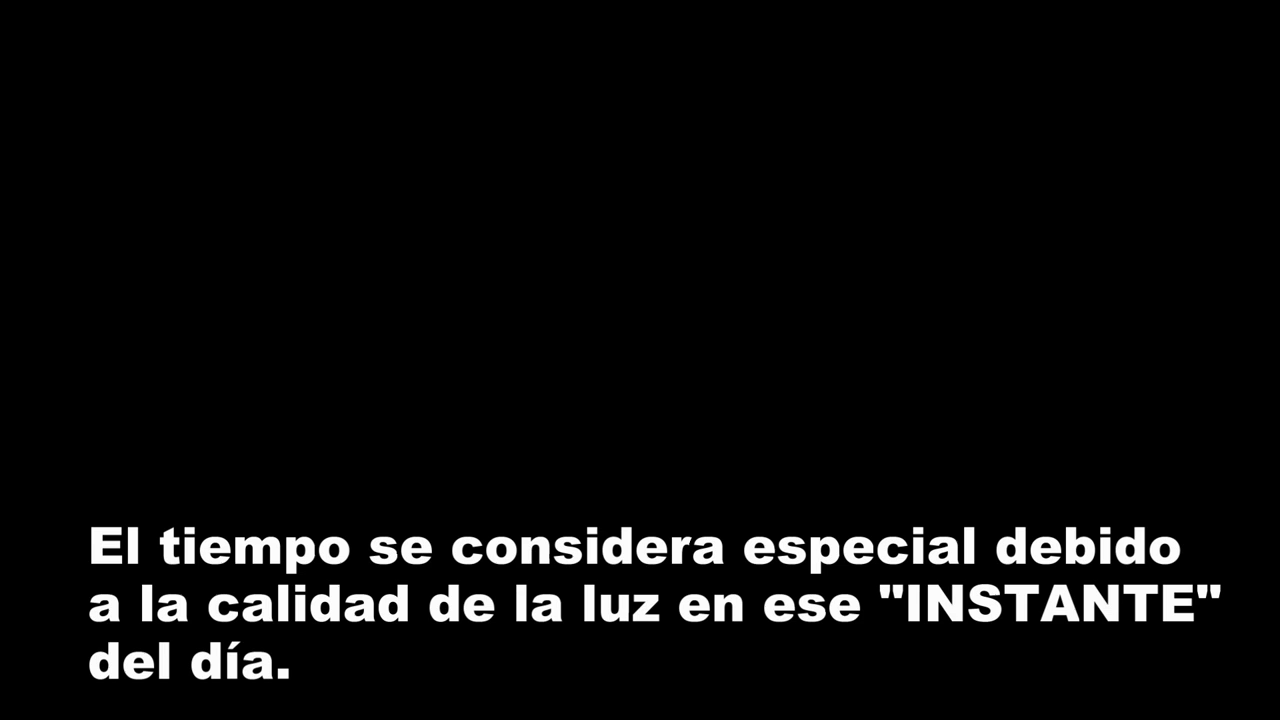 El tiempo se considera especial debido
a la calidad de la luz en ese "INSTANTE"
del día.